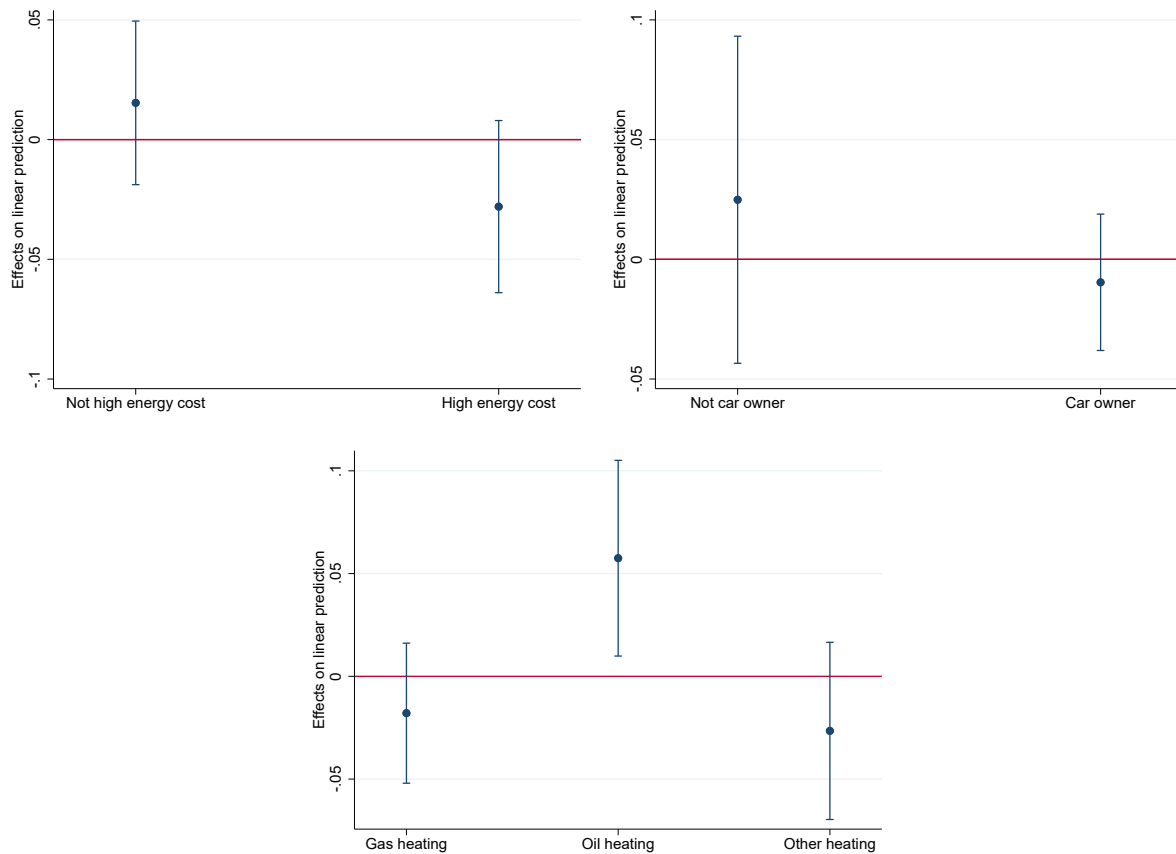 Effects on linear prediction
.05
0
-.05
-.1
Not high energy cost
High energy cost
Effects on linear prediction
.1
.05
0
-.05
Not car owner
Car owner
Effects on linear prediction
.1
.05
0
-.05
Gas heating
Oil heating
Other heating